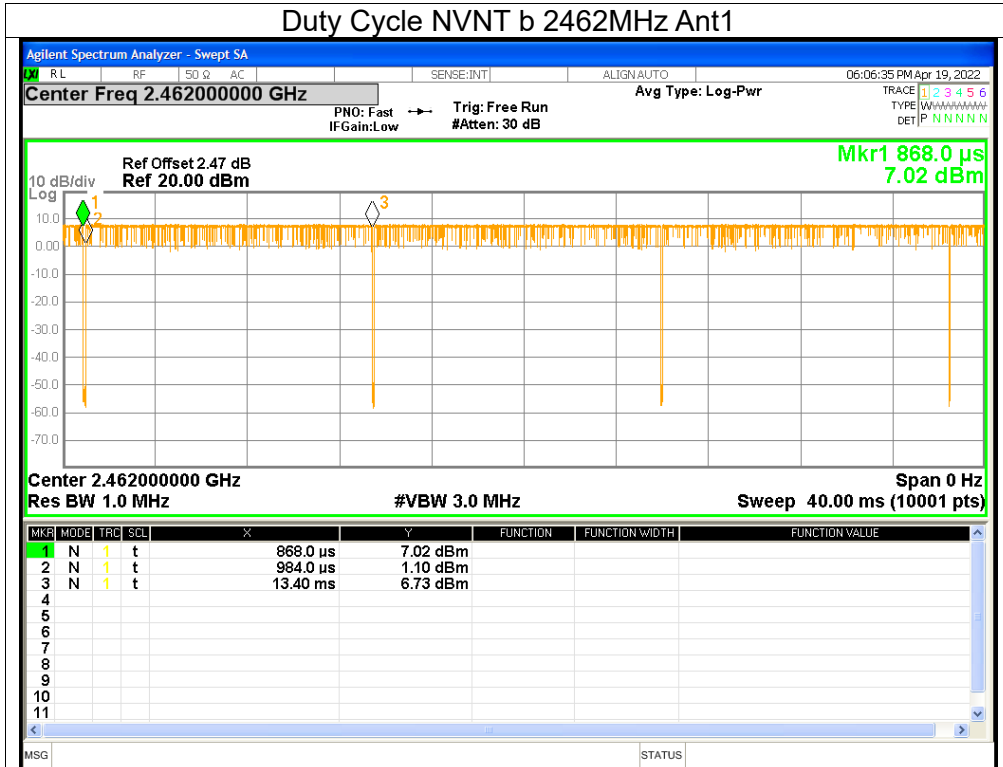 Duty Cycle NVNT b 2462MHz Ant1
Agilent Spectrum Analyzer - Swept SA
LXI RL RF 50 Ω AC SENSE:INT ALIGN AUTO 06:06:35 PM Apr 19, 2022
Center Freq 2.462000000 GHz Avg Type: Log-Pwr TRACE 1 2 3 4 5 6
PNO: Fast Trig: Free Run TYPE WWWWWW
IFGain:Low #Atten: 30 dB DET P N N N N N
Mkr1 868.0 µs
7.02 dBm
Ref Offset 2.47 dB
10 dB/div Ref 20.00 dBm
Log
1
2
3
10.0
0.00
-10.0
-20.0
-30.0
-40.0
-50.0
-60.0
-70.0
Center 2.462000000 GHz Span 0 Hz
Res BW 1.0 MHz #VBW 3.0 MHz Sweep 40.00 ms (10001 pts)
MKR MODE TRC SCL X Y FUNCTION FUNCTION WIDTH FUNCTION VALUE
1 N 1 t 868.0 µs 7.02 dBm
2 N 1 t 984.0 µs 1.10 dBm
3 N 1 t 13.40 ms 6.73 dBm
4
5
6
7
8
9
10
11
MSG STATUS